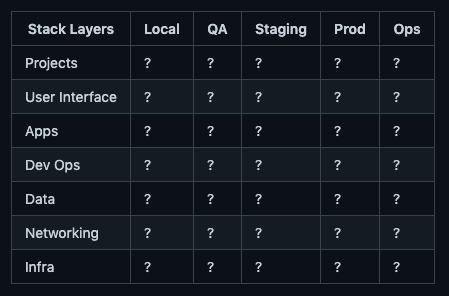 Stack Layers Local QA Staging Prod Ops
Projects ? ? ? ? ?
User Interface ? ? ? ? ?
Apps ? ? ? ? ?
Dev Ops ? ? ? ? ?
Data ? ? ? ? ?
Networking ? ? ? ? ?
Infra ? ? ? ? ?